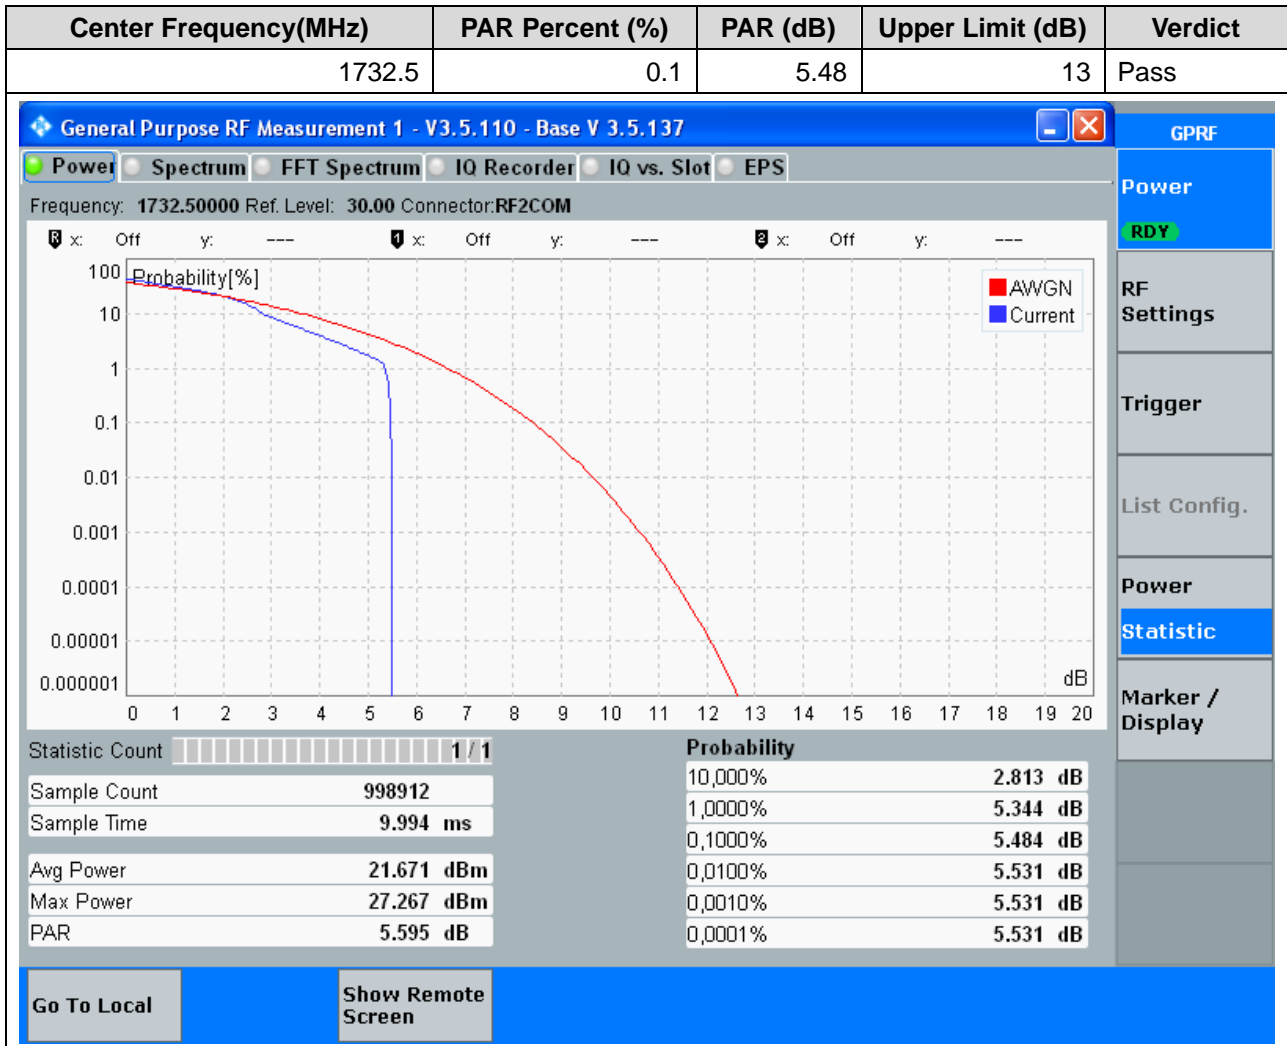 Center Frequency(MHz) PAR Percent (%) PAR (dB) Upper Limit (dB) Verdict
1732.5 0.1 5.48 13 Pass
General Purpose RF Measurement 1 - V3.5.110 - Base V 3.5.137
GPRF
Power Spectrum FFT Spectrum IQ Recorder IQ vs. Slot EPS
Power
RDY
Frequency: 1732.50000 Ref. Level: 30.00 Connector:RF2COM
R x: Off y: --- 1 x: Off y: --- 2 x: Off y: ---
Probability[%]
AWGN
Current
100
10
1
0.1
0.01
0.001
0.0001
0.00001
0.000001
dB
0 1 2 3 4 5 6 7 8 9 10 11 12 13 14 15 16 17 18 19 20
RF
Settings
Trigger
List Config.
Power
Statistic
Marker /
Display
Statistic Count 1 / 1
Sample Count 998912
Sample Time 9.994 ms
Avg Power 21.671 dBm
Max Power 27.267 dBm
PAR 5.595 dB
Probability
10,000% 2.813 dB
1,0000% 5.344 dB
0,1000% 5.484 dB
0,0100% 5.531 dB
0,0010% 5.531 dB
0,0001% 5.531 dB
Go To Local
Show Remote
Screen